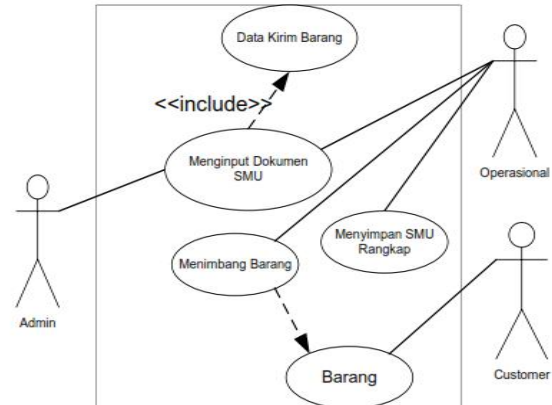 Data Kirim Barang
<<include>>
Menginput Dokumen
SMU
Operasional
Menyimpan SMU
Rangkap
Menimbang Barang
Admin
Barang
Customer